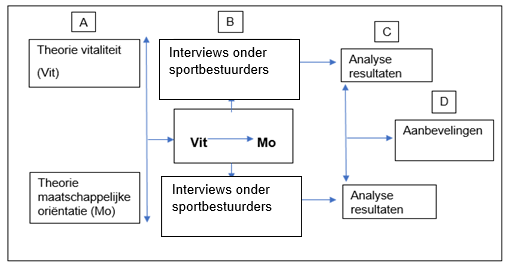 A
B
C
D
Theorie vitaliteit
(Vit)
Interviews onder
sportbestuurders
Analyse
resultaten
Aanbevelingen
Vit
Mo
Theorie
maatschappelijke
oriëntatie (Mo)
Interviews onder
sportbestuurders
Analyse
resultaten